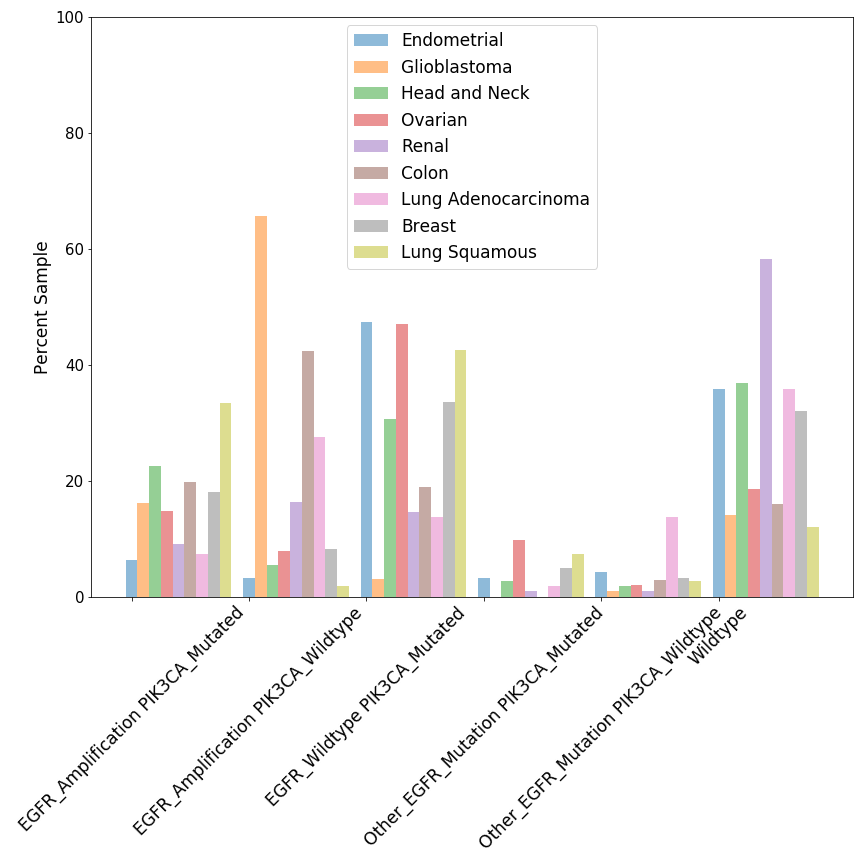 100
80
60
40
20
0
Percent Sample
Endometrial
Glioblastoma
Head and Neck
Ovarian
Renal
Colon
Lung Adenocarcinoma
Breast
Lung Squamous
EGFR_Amplification PIK3CA_Mutated
EGFR_Amplification PIK3CA_Wildtype
EGFR_Wildtype PIK3CA_Mutated
Other_EGFR_Mutation PIK3CA_Mutated
Other_EGFR_Mutation PIK3CA_Wildtype
Wildtype